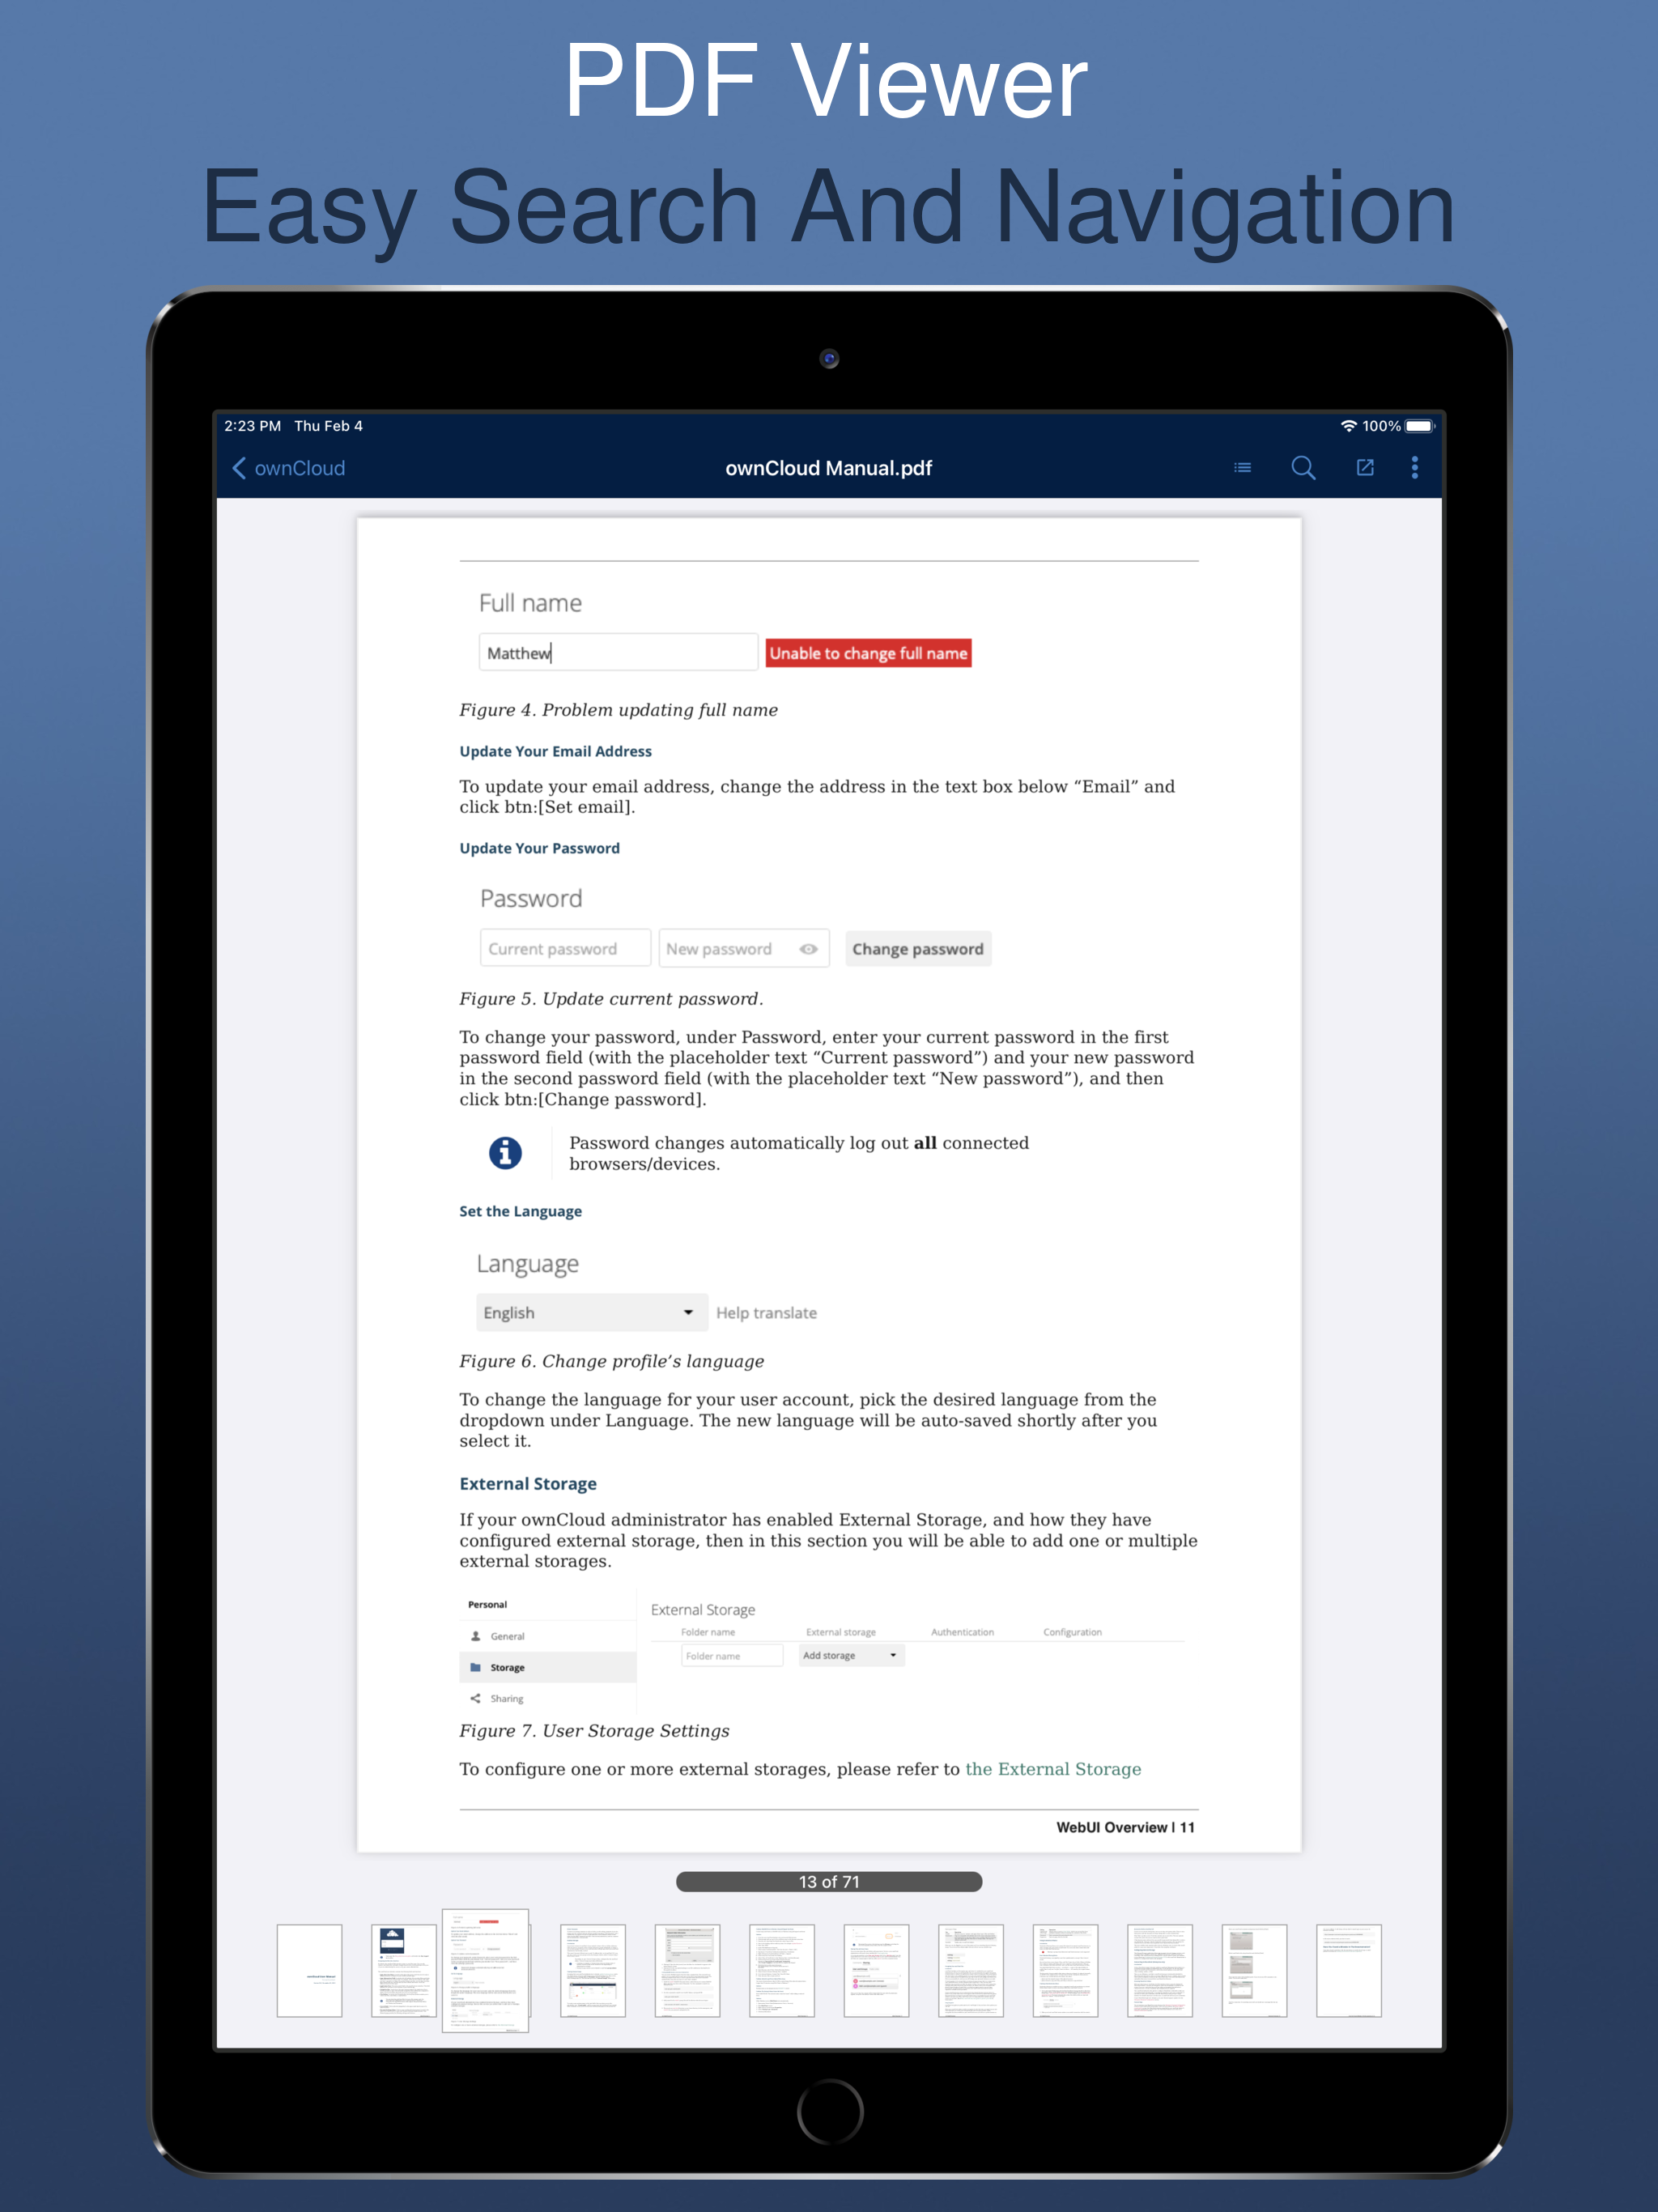 PDF Viewer
Easy Search And Navigation
2:23 PM Thu Feb 4
100%
ownCloud
ownCloud Manual.pdf
Full name
Matthew
Unable to change full name
Figure 4. Problem updating full name
Update Your Email Address
To update your email address, change the address in the text box below “Email” and
click btn:[Set email].
Update Your Password
Password
Current password
New password
Change password
Figure 5. Update current password.
To change your password, under Password, enter your current password in the first
password field (with the placeholder text “Current password”) and your new password
in the second password field (with the placeholder text “New password”), and then
click btn:[Change password].
Password changes automatically log out all connected
browsers/devices.
Set the Language
Language
English
Help translate
Figure 6. Change profile’s language
To change the language for your user account, pick the desired language from the
dropdown under Language. The new language will be auto-saved shortly after you
select it.
External Storage
If your ownCloud administrator has enabled External Storage, and how they have
configured external storage, then in this section you will be able to add one or multiple
external storages.
Personal
General
Storage
Sharing
External Storage
Folder name External storage Authentication Configuration
Folder name Add storage
Figure 7. User Storage Settings
To configure one or more external storages, please refer to the External Storage
WebUI Overview | 11
13 of 71